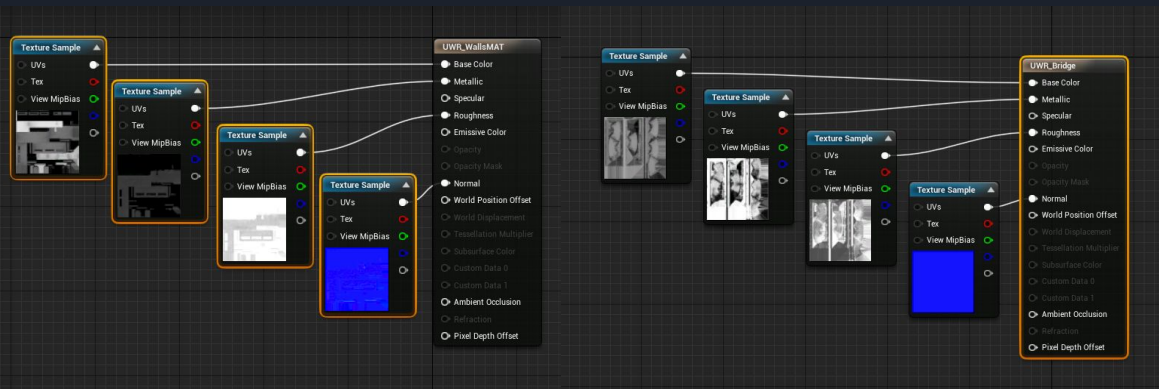 Texture Sample
UVs
Tex
View MipBias
Texture Sample
UVs
Tex
View MipBias
Texture Sample
UVs
Tex
View MipBias
Texture Sample
UVs
Tex
View MipBias
UWR_WallsMAT
Base Color
Metallic
Specular
Roughness
Emissive Color
Opacity
Opacity Mask
Normal
World Position Offset
World Displacement
Tessellation Multiplier
Subsurface Color
Custom Data 0
Custom Data 1
Ambient Occlusion
Refraction
Pixel Depth Offset
Texture Sample
UVs
Tex
View MipBias
Texture Sample
UVs
Tex
View MipBias
Texture Sample
UVs
Tex
View MipBias
Texture Sample
UVs
Tex
View MipBias
UWR_Bridge
Base Color
Metallic
Specular
Roughness
Emissive Color
Opacity
Opacity Mask
Normal
World Position Offset
World Displacement
Tessellation Multiplier
Subsurface Color
Custom Data 0
Custom Data 1
Ambient Occlusion
Refraction
Pixel Depth Offset